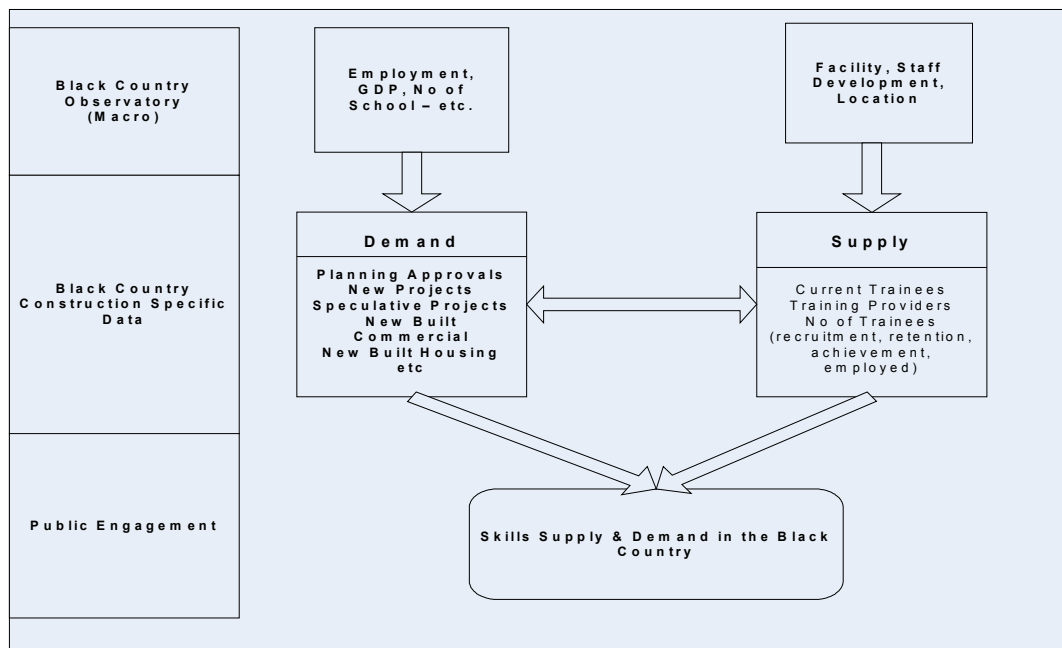 Black Country
Observatory
(Macro)
Employment,
GDP, No of
School – etc.
Facility, Staff
Development,
Location
Black Country
Construction Specific
Data
Demand
Planning Approvals
New Projects
Speculative Projects
New Built
Commercial
New Built Housing
etc
Supply
Current Trainees
Training Providers
No of Trainees
(recruitment, retention,
achievement,
employed)
Public Engagement
Skills Supply & Demand in the Black
Country